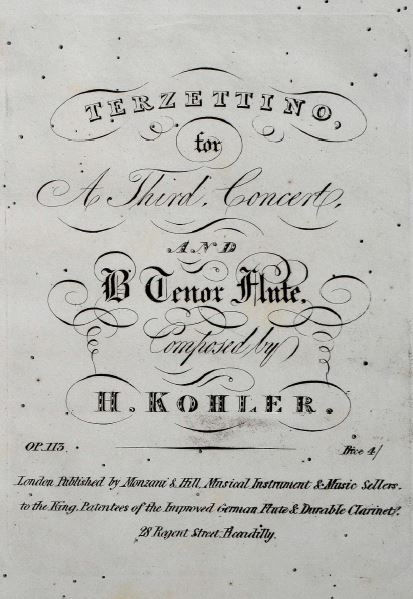 TERZETTINO,
for
A Third, Concert,
AND
B Tenor Flute,
Composed, by
H. KOHLER.
OP. 113. Price 4/
London Published by Monzani & Hill, Musical Instrument & Music Sellers.
to the King. Patentees of the Improved German Flute & Durable Clarinets.
28 Regent Street Piccadilly.